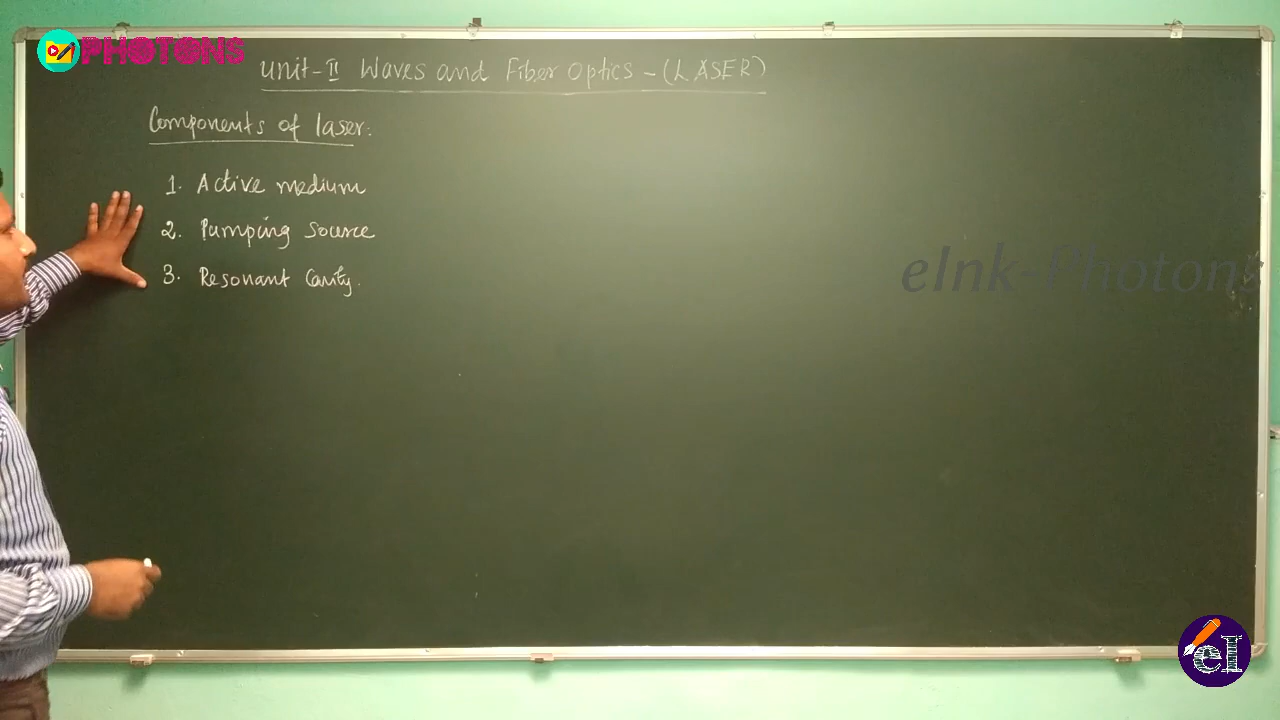 PHOTONS
Unit-II Waves and Fiber Optics - (LASER)
Components of laser:
1. Active medium
2. Pumping source
3. Resonant Cavity.
eInk-Photons
eI